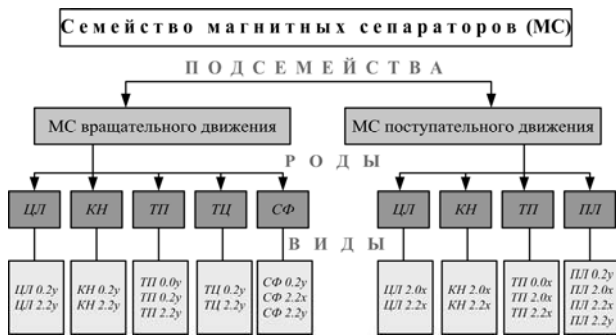 Семейство магнитных сепараторов (МС)
ПОДСЕМЕЙСТВА
МС вращательного движения
МС поступательного движения
РОДЫ
ЦЛ КН ТП ТЦ СФ ЦЛ КН ТП ПЛ
ВИДЫ
ЦЛ 0.2у
ЦЛ 2.2у
КН 0.2у
КН 2.2у
ТП 0.0у
ТП 0.2у
ТП 2.2у
ТЦ 0.2у
ТЦ 2.2у
СФ 0.2у
СФ 2.2х
СФ 2.2у
ЦЛ 2.0х
ЦЛ 2.2х
КН 2.0х
КН 2.2х
ТП 0.0х
ТП 2.0х
ТП 2.2х
ПЛ 0.2у
ПЛ 2.0х
ПЛ 2.2х
ПЛ 2.2у